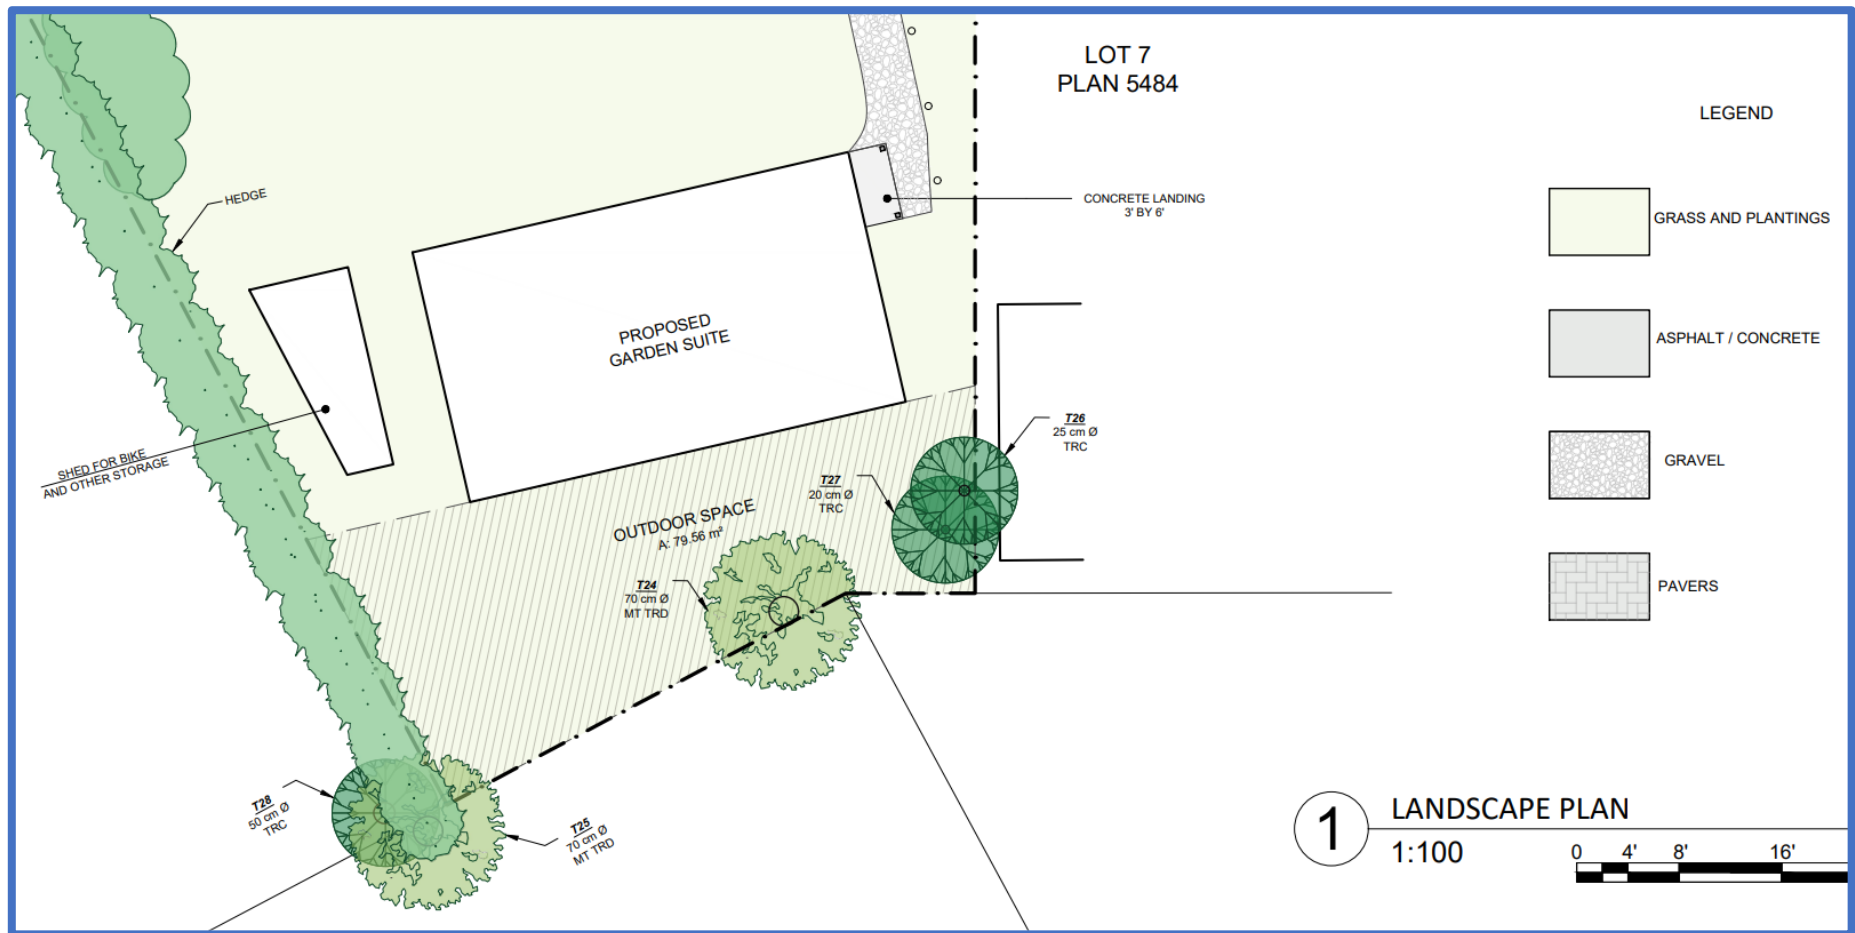 LOT 7
PLAN 5484
LEGEND
GRASS AND PLANTINGS
ASPHALT / CONCRETE
GRAVEL
PAVERS
HEDGE
CONCRETE LANDING
3' BY 6'
PROPOSED
GARDEN SUITE
SHED FOR BIKE
AND OTHER STORAGE
OUTDOOR SPACE
A: 79.56 m²
T26
25 cm Ø
TRC
T27
20 cm Ø
TRC
T24
70 cm Ø
MT TRD
T28
50 cm Ø
TRC
T25
70 cm Ø
MT TRD
1
LANDSCAPE PLAN
1:100
0 4' 8' 16'